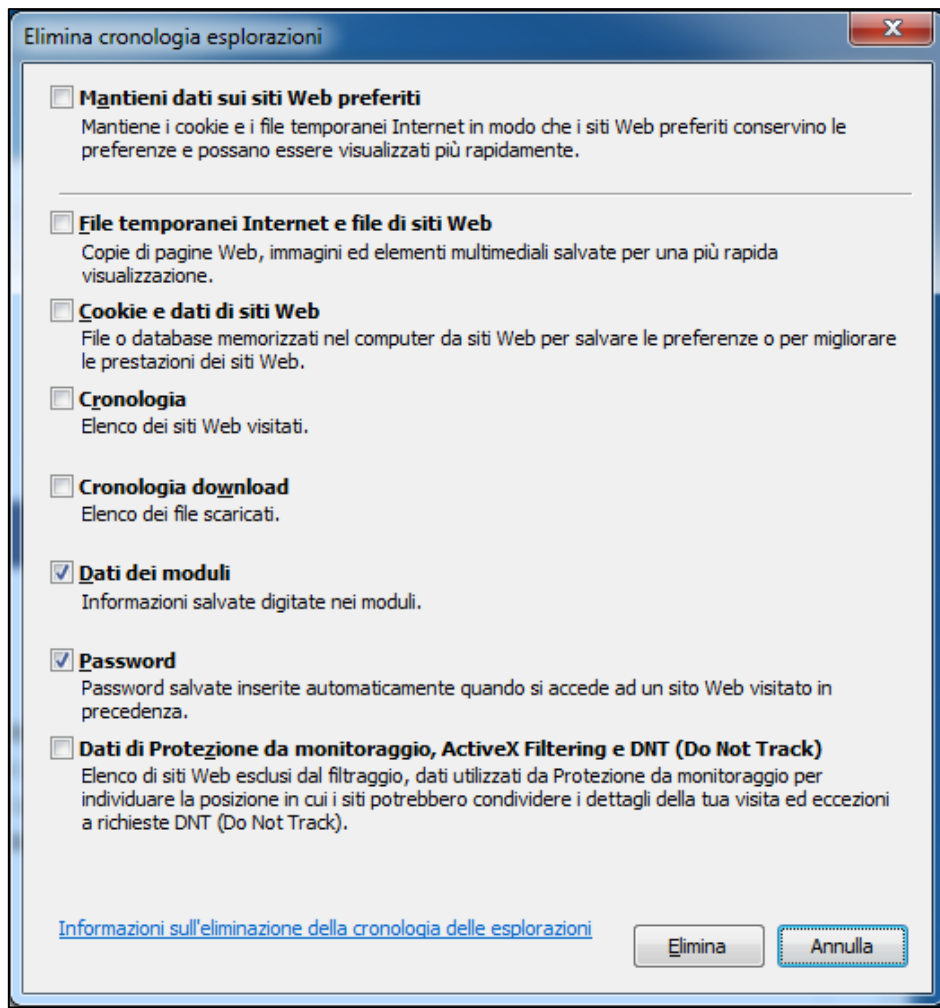 Elimina cronologia esplorazioni
Mantieni dati sui siti Web preferiti
Mantiene i cookie e i file temporanei Internet in modo che i siti Web preferiti conservino le
preferenze e possano essere visualizzati più rapidamente.
File temporanei Internet e file di siti Web
Copie di pagine Web, immagini ed elementi multimediali salvate per una più rapida
visualizzazione.
Cookie e dati di siti Web
File o database memorizzati nel computer da siti Web per salvare le preferenze o per migliorare
le prestazioni dei siti Web.
Cronologia
Elenco dei siti Web visitati.
Cronologia download
Elenco dei file scaricati.
Dati dei moduli
Informazioni salvate digitate nei moduli.
Password
Password salvate inserite automaticamente quando si accede ad un sito Web visitato in
precedenza.
Dati di Protezione da monitoraggio, ActiveX Filtering e DNT (Do Not Track)
Elenco di siti Web esclusi dal filtraggio, dati utilizzati da Protezione da monitoraggio per
individuare la posizione in cui i siti potrebbero condividere i dettagli della tua visita ed eccezioni
a richieste DNT (Do Not Track).
Informazioni sull'eliminazione della cronologia delle esplorazioni
Elimina
Annulla